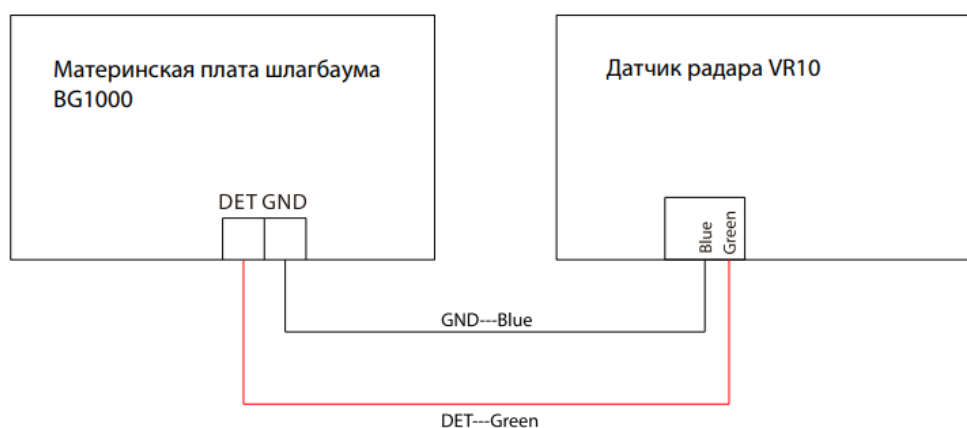 Материнская плата шлагбаума
BG1000
Датчик радара VR10
DET GND
Blue
Green
GND---Blue
DET---Green